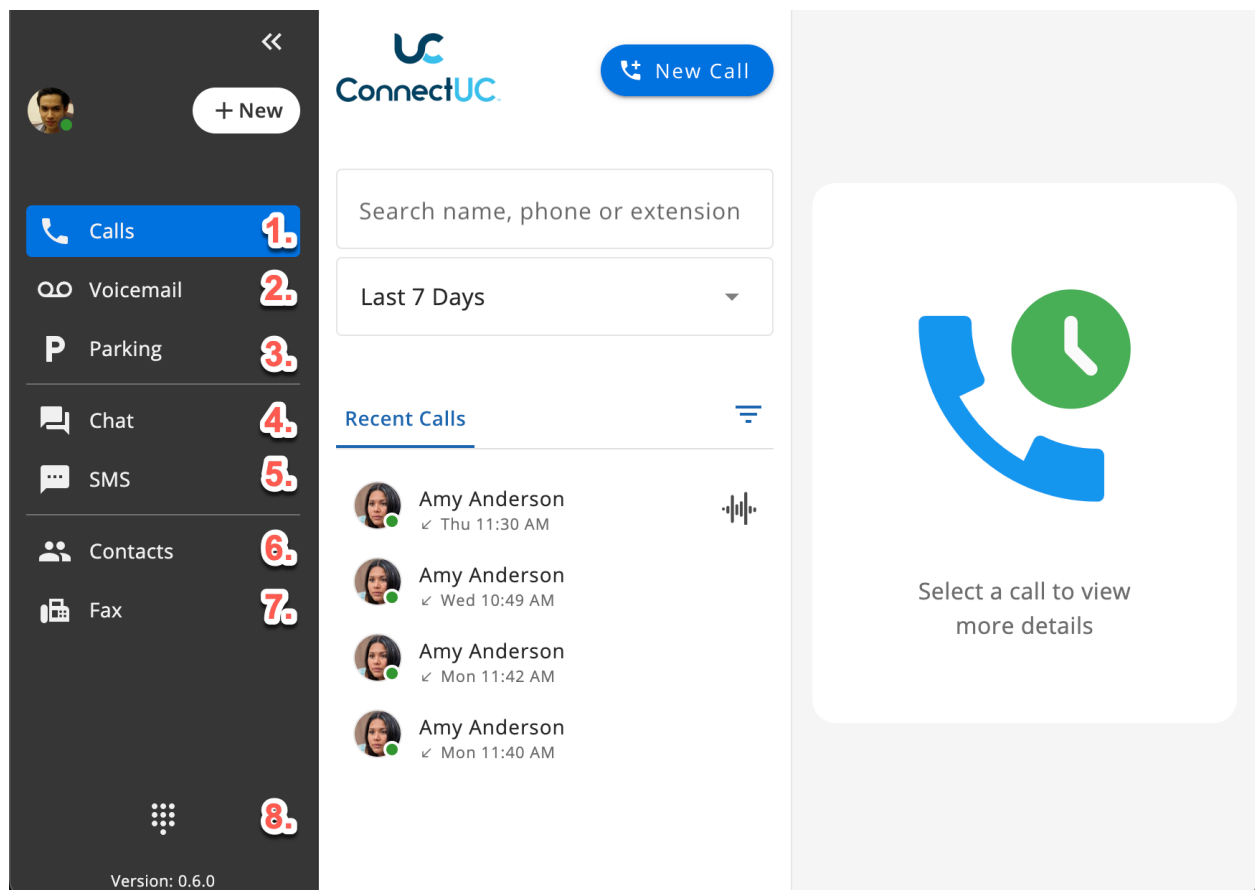 + New
Calls 1.
Voicemail 2.
P Parking 3.
Chat 4.
SMS 5.
Contacts 6.
Fax 7.
8.
Version: 0.6.0
UC
ConnectUC™
New Call
Search name, phone or extension
Last 7 Days
Recent Calls
Amy Anderson
Thu 11:30 AM
Amy Anderson
Wed 10:49 AM
Amy Anderson
Mon 11:42 AM
Amy Anderson
Mon 11:40 AM
Select a call to view
more details